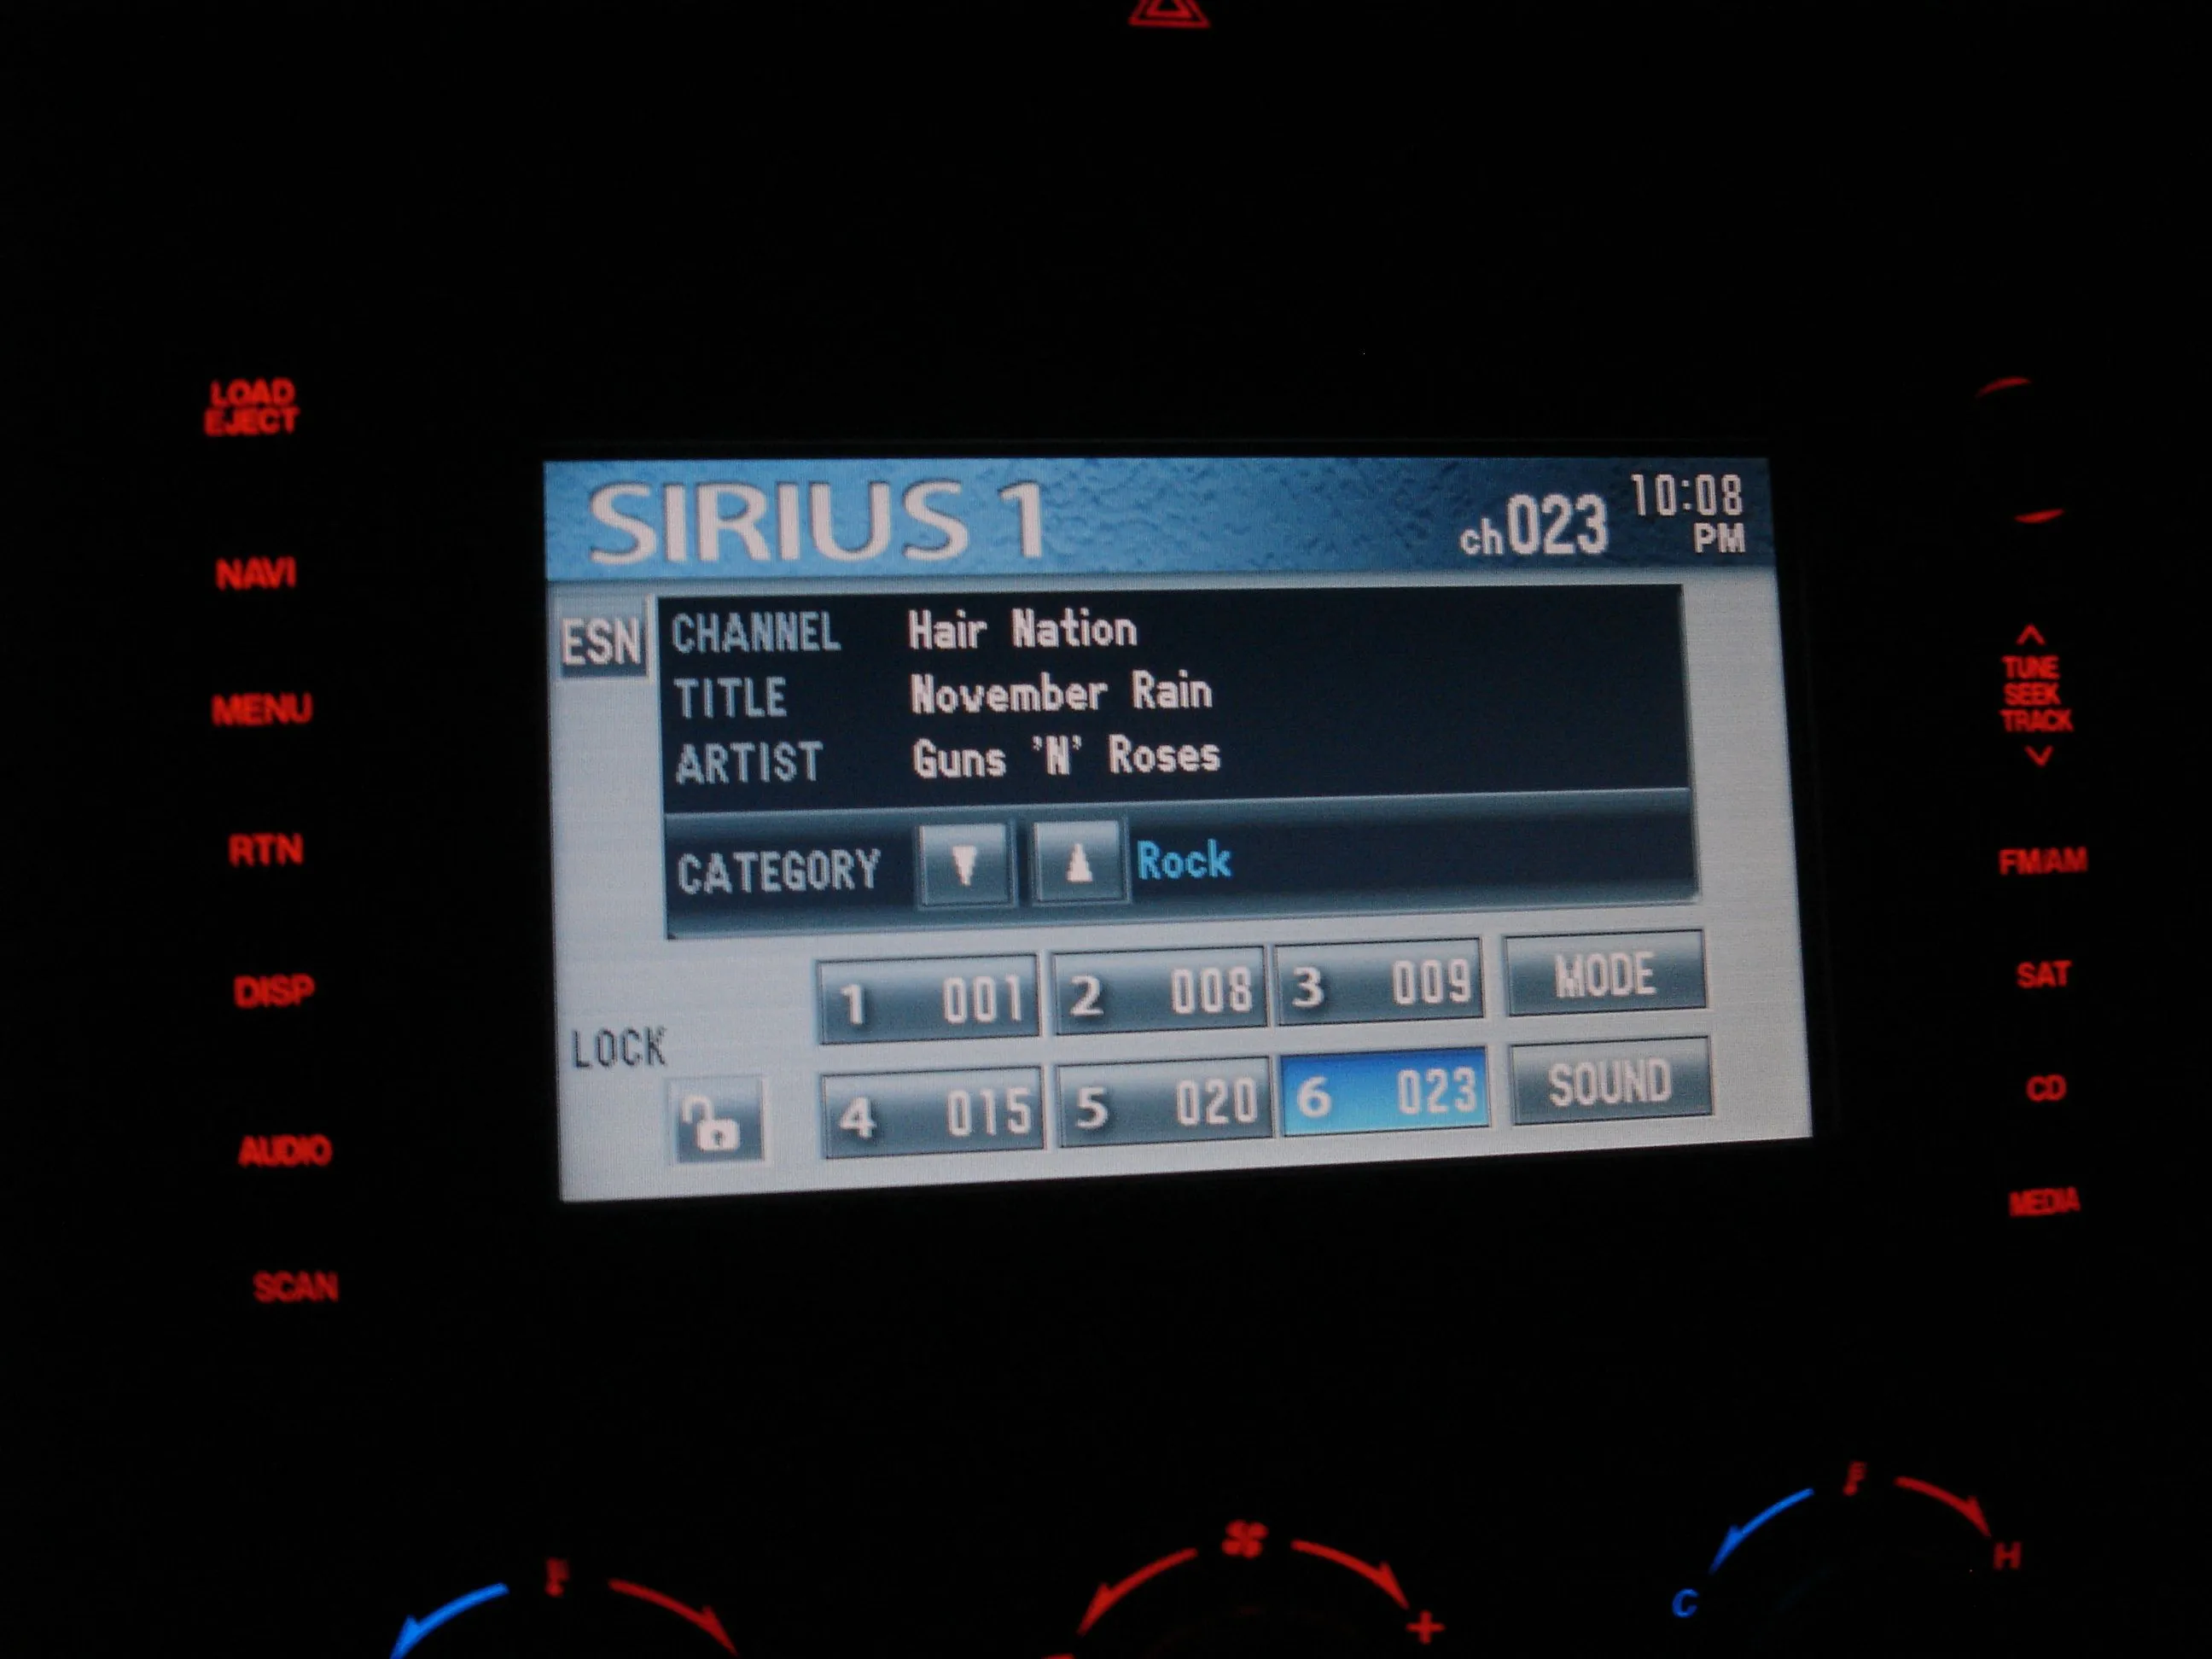 LOAD
EJECT
NAVI
MENU
RTN
DISP
AUDIO
SCAN
SIRIUS 1
ch023
10:08
PM
ESN
CHANNEL Hair Nation
TITLE November Rain
ARTIST Guns 'N' Roses
CATEGORY Rock
1 001
2 008
3 009
MODE
LOCK
4 015
5 020
6 023
SOUND
TUNE
SEEK
TRACK
FM/AM
SAT
CD
MEDIA
+
C
H